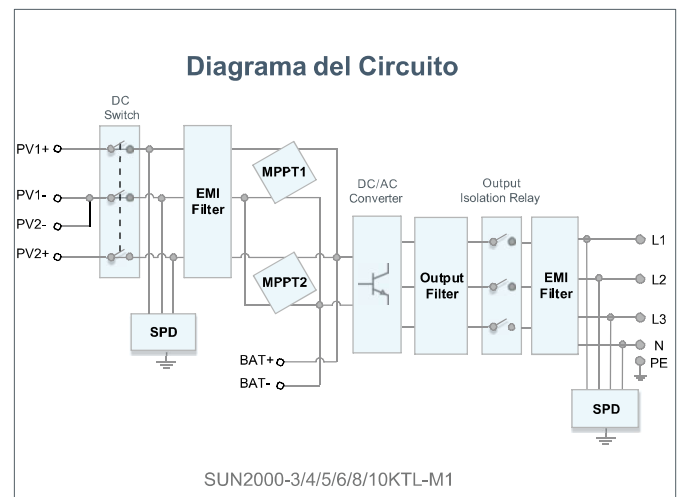 Diagrama del Circuito
DC
Switch
PV1+
PV1-
PV2-
PV2+
EMI
Filter
MPPT1
MPPT2
SPD
BAT+
BAT-
DC/AC
Converter
Output
Filter
Output
Isolation Relay
EMI
Filter
L1
L2
L3
N
PE
SPD
SUN2000-3/4/5/6/8/10KTL-M1